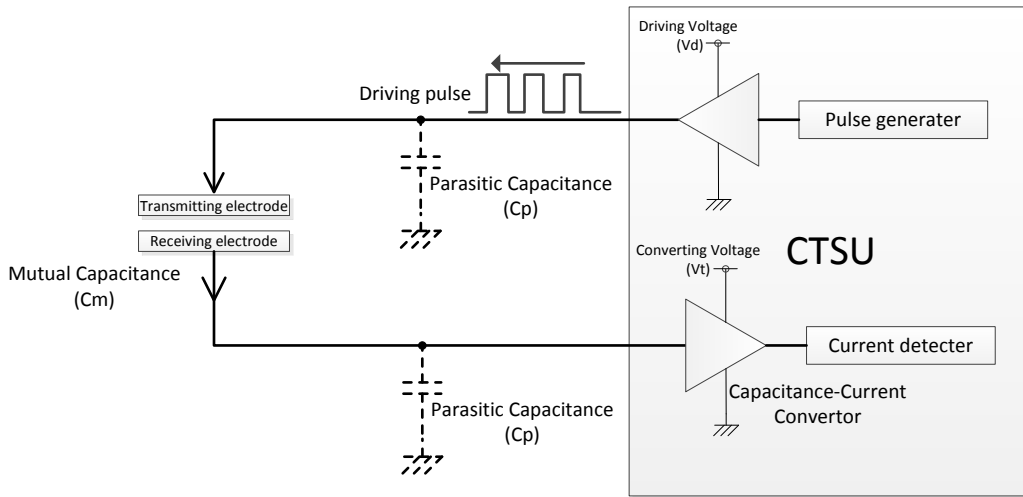 Driving Voltage
(Vd)
Driving pulse
Pulse generater
Parasitic Capacitance
(Cp)
Transmitting electrode
Receiving electrode
Mutual Capacitance
(Cm)
Converting Voltage
(Vt)
CTSU
Current detecter
Capacitance-Current
Convertor
Parasitic Capacitance
(Cp)